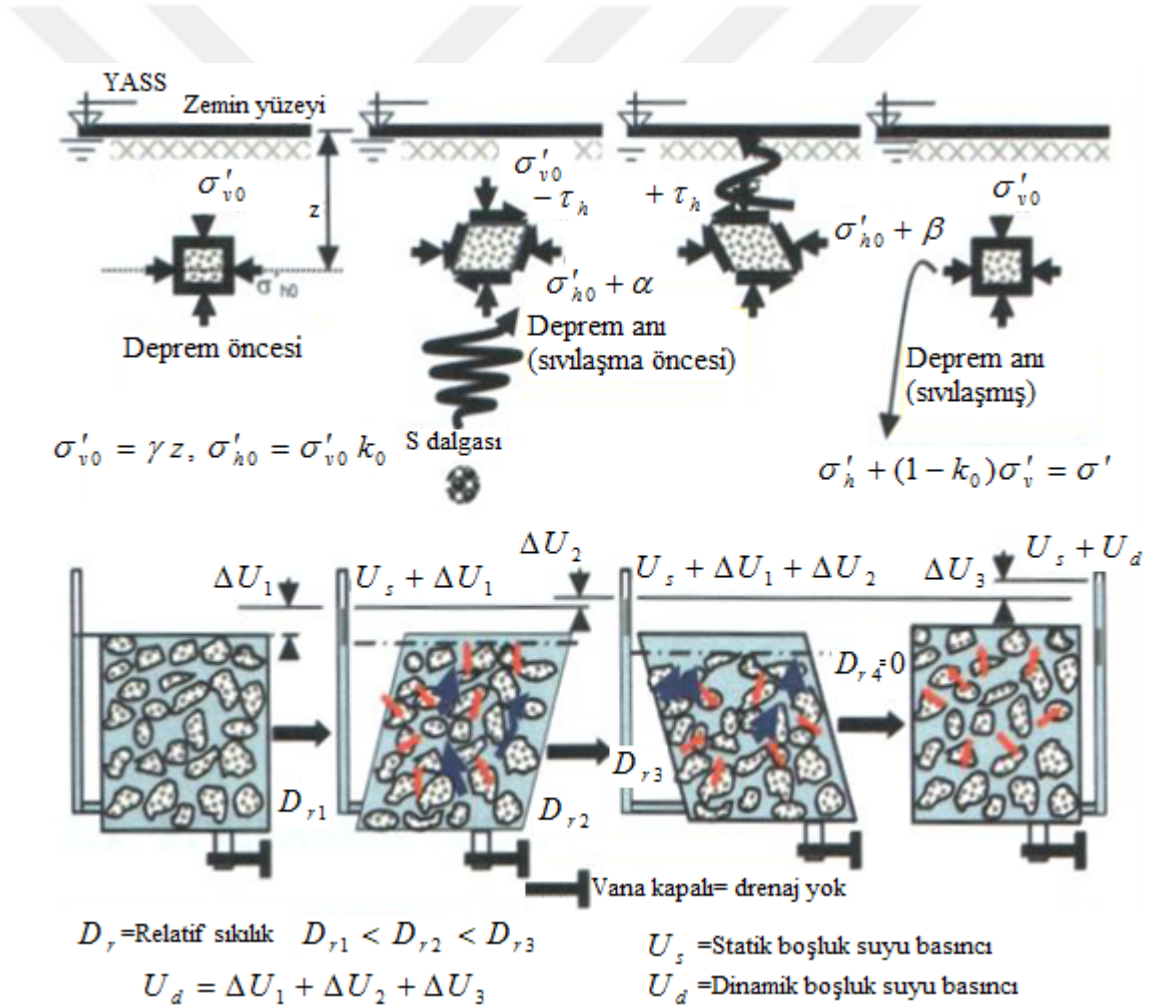 YASS
Zemin yüzeyi
σ'v0
z
σ'h0
Deprem öncesi
σ'v0 = γ z, σ'h0 = σ'v0 k0
σ'v0
− τh
σ'h0 + α
Deprem anı
(sıvılaşma öncesi)
S dalgası
+ τh
σ'h0 + β
σ'v0
Deprem anı
(sıvılaşmış)
σ'h + (1 − k0)σ'v = σ'
ΔU1
Us + ΔU1
ΔU2
Us + ΔU1 + ΔU2
ΔU3
Us + Ud
Dr1
Dr2
Dr3
Dr4=0
Vana kapalı= drenaj yok
Dr =Relatif sıkılık Dr1 < Dr2 < Dr3
Ud = ΔU1 + ΔU2 + ΔU3
Us =Statik boşluk suyu basıncı
Ud =Dinamik boşluk suyu basıncı